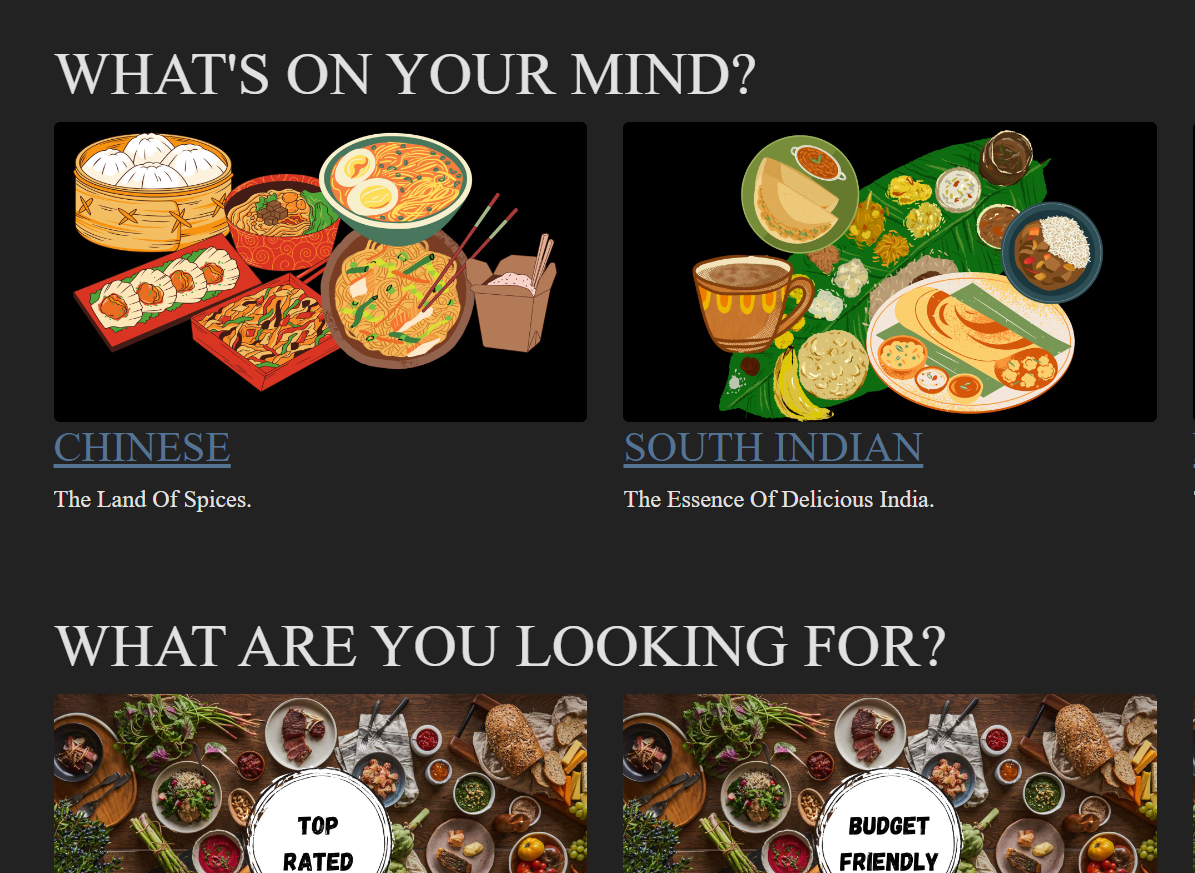 WHAT'S ON YOUR MIND?
CHINESE
The Land Of Spices.
SOUTH INDIAN
The Essence Of Delicious India.
WHAT ARE YOU LOOKING FOR?
TOP
RATED
BUDGET
FRIENDLY